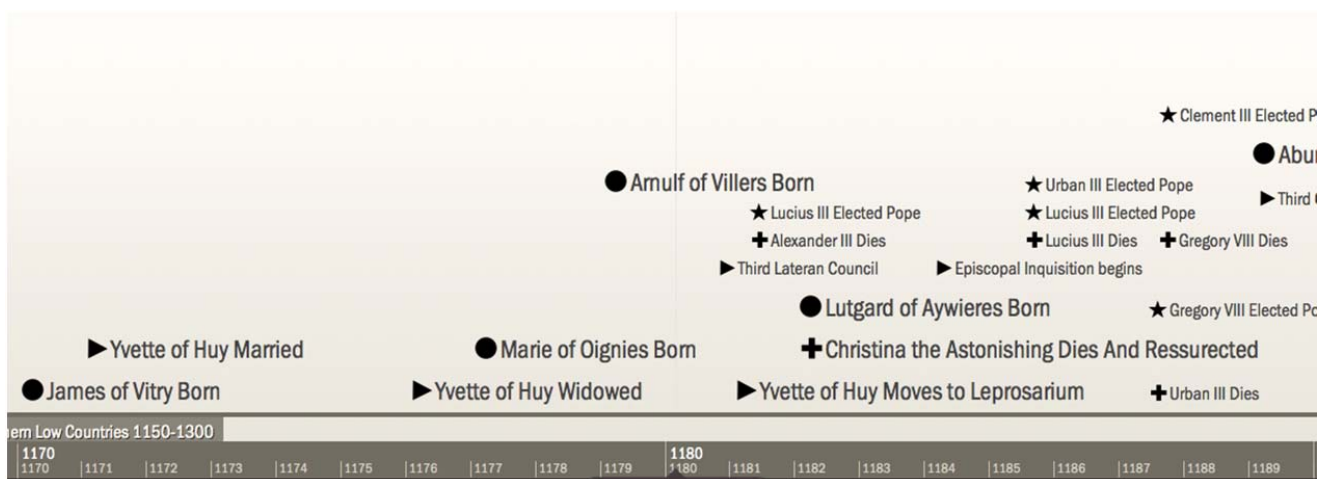 Clement III Elected P
Abu
Arnulf of Villers Born
Urban III Elected Pope
Third
Lucius III Elected Pope
Lucius III Elected Pope
Alexander III Dies
Lucius III Dies
Gregory VIII Dies
Third Lateran Council
Episcopal Inquisition begins
Lutgard of Aywieres Born
Gregory VIII Elected Po
Yvette of Huy Married
Marie of Oignies Born
Christina the Astonishing Dies And Ressurected
James of Vitry Born
Yvette of Huy Widowed
Yvette of Huy Moves to Leprosarium
Urban III Dies
ern Low Countries 1150-1300
1170
1180
1170 1171 1172 1173 1174 1175 1176 1177 1178 1179 1180 1181 1182 1183 1184 1185 1186 1187 1188 1189